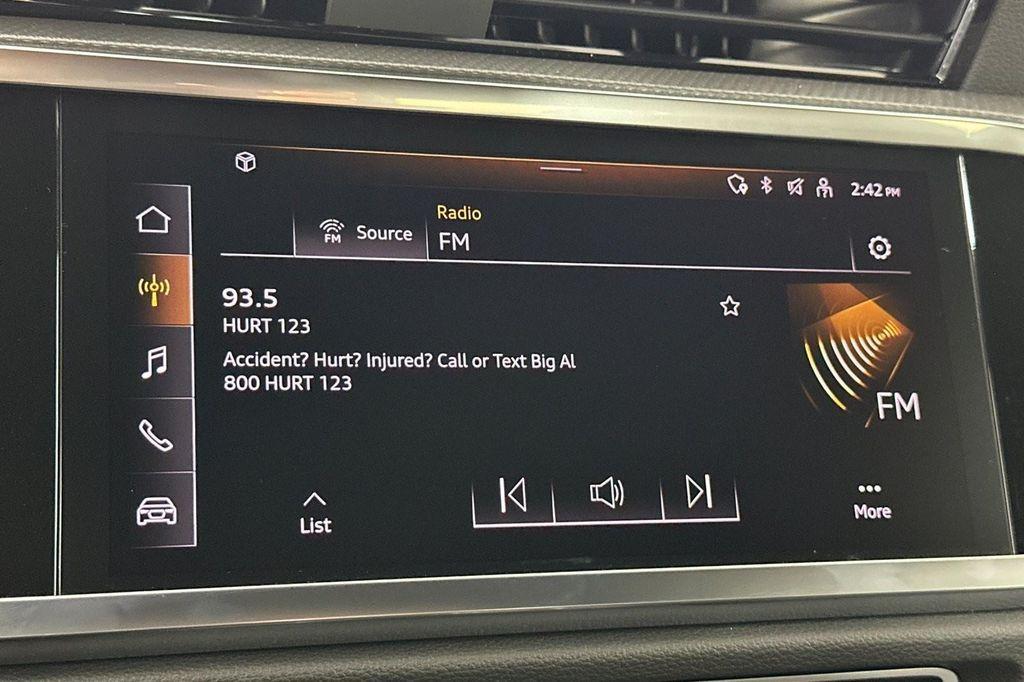 2:42 PM
FM
Source
Radio
FM
93.5
HURT 123
Accident? Hurt? Injured? Call or Text Big Al
800 HURT 123
FM
List
More